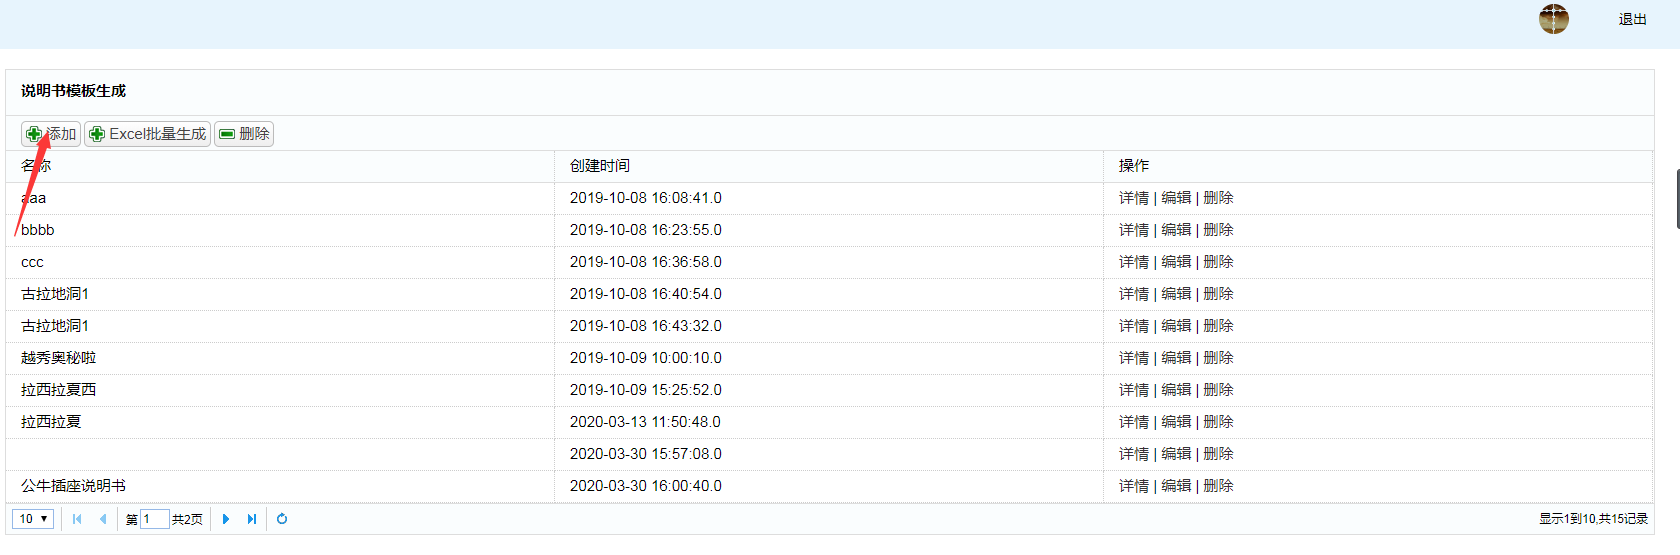 退出
说明书模板生成
添加 Excel批量生成 删除
名称 创建时间 操作
aaa 2019-10-08 16:08:41.0 详情 | 编辑 | 删除
bbbb 2019-10-08 16:23:55.0 详情 | 编辑 | 删除
ccc 2019-10-08 16:36:58.0 详情 | 编辑 | 删除
古拉地洞1 2019-10-08 16:40:54.0 详情 | 编辑 | 删除
古拉地洞1 2019-10-08 16:43:32.0 详情 | 编辑 | 删除
越秀奥秘啦 2019-10-09 10:00:10.0 详情 | 编辑 | 删除
拉西拉夏西 2019-10-09 15:25:52.0 详情 | 编辑 | 删除
拉西拉夏 2020-03-13 11:50:48.0 详情 | 编辑 | 删除
2020-03-30 15:57:08.0 详情 | 编辑 | 删除
公牛插座说明书 2020-03-30 16:00:40.0 详情 | 编辑 | 删除
10 第 1 共2页 显示1到10,共15记录